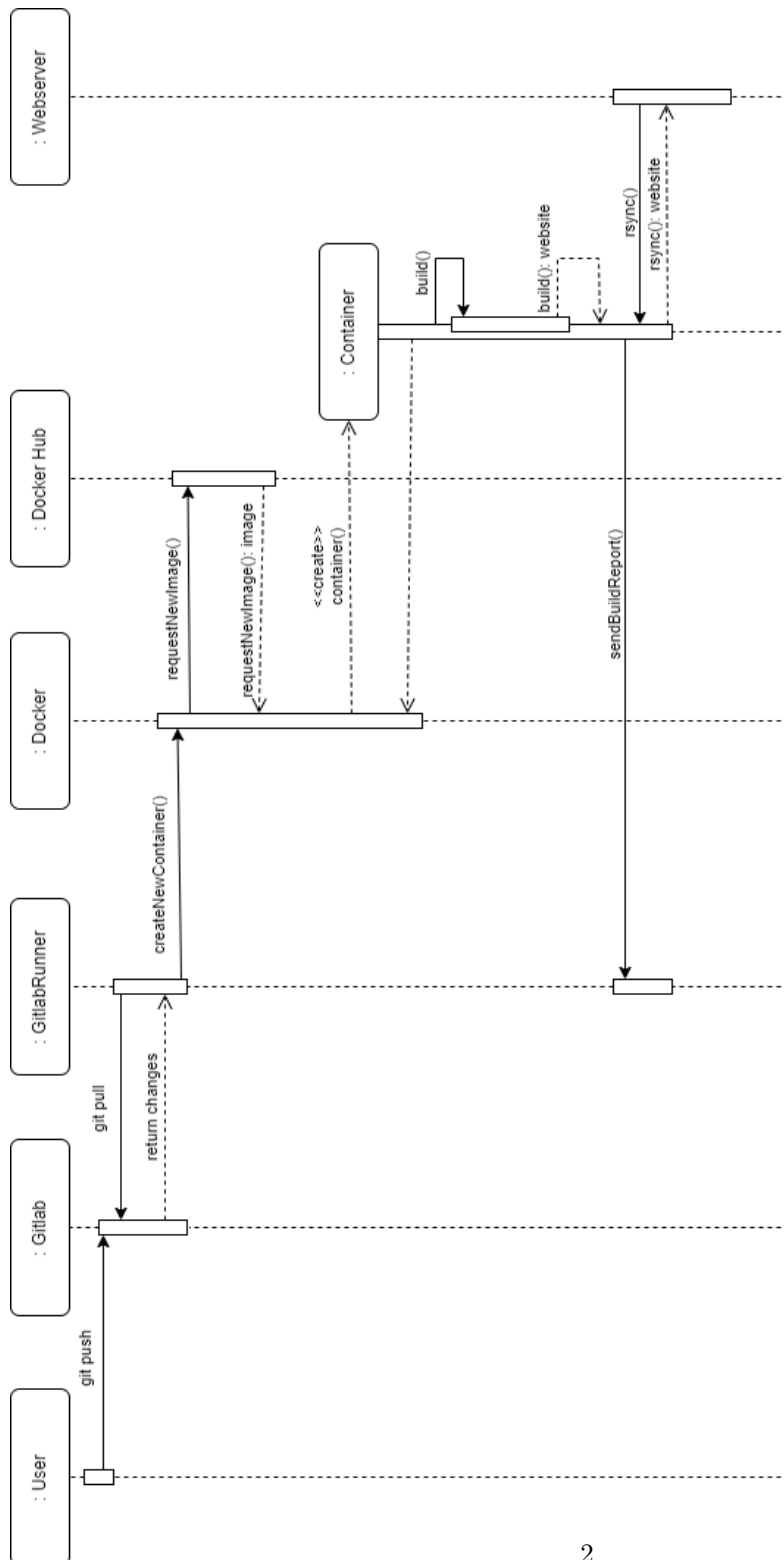 : User
: Gitlab
: GitlabRunner
: Docker
: Docker Hub
: Container
: Webserver
git push
git pull
return changes
createNewContainer()
requestNewImage()
requestNewImage(): image
<<create>>
container()
build()
build(): website
sendBuildReport()
rsync()
rsync(): website
2